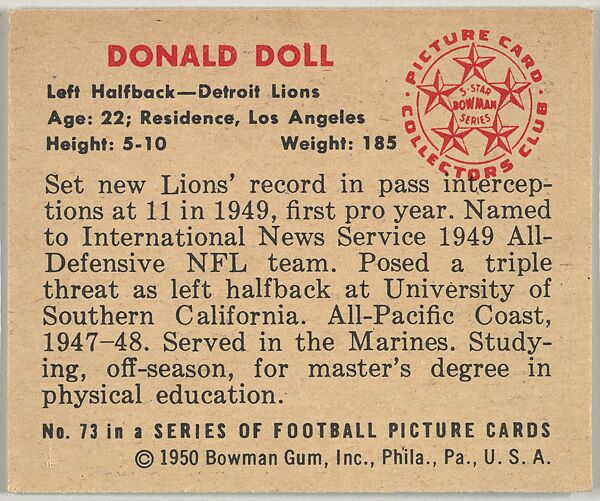 DONALD DOLL
Left Halfback—Detroit Lions
Age: 22; Residence, Los Angeles
Height: 5-10 Weight: 185
PICTURE CARD
5-STAR
BOWMAN
SERIES
COLLECTORS CLUB
Set new Lions' record in pass intercep-
tions at 11 in 1949, first pro year. Named
to International News Service 1949 All-
Defensive NFL team. Posed a triple
threat as left halfback at University of
Southern California. All-Pacific Coast,
1947–48. Served in the Marines. Study-
ing, off-season, for master's degree in
physical education.
No. 73 in a SERIES OF FOOTBALL PICTURE CARDS
© 1950 Bowman Gum, Inc., Phila., Pa., U. S. A.